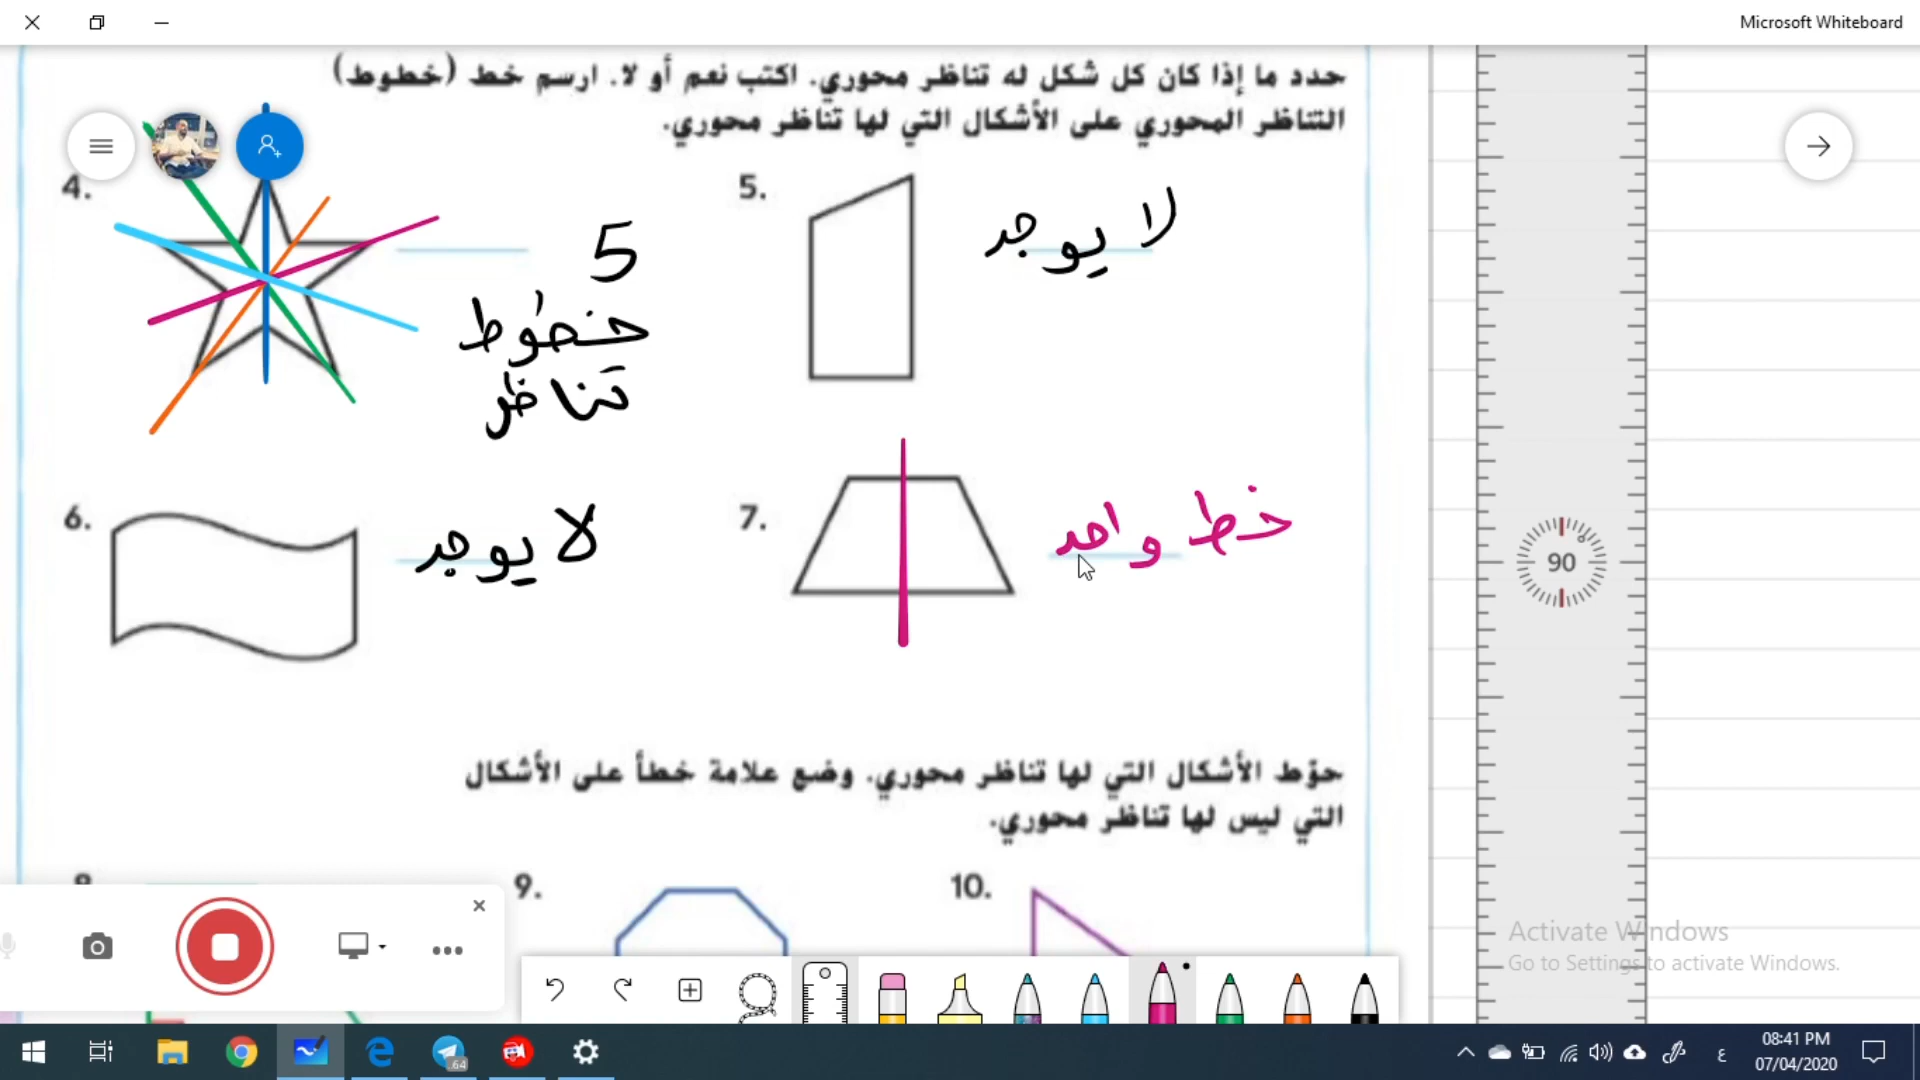 Microsoft Whiteboard
حدد ما إذا كان كل شكل له تناظر محوري. اكتب نعم أو لا. ارسم خط (خطوط)
التناظر المحوري على الأشكال التي لها تناظر محوري.
4.
5
خطوط
تناظر
5.
لا يوجد
6.
لا يوجد
7.
خط واحد
90
حوّط الأشكال التي لها تناظر محوري. وضع علامة خطأ على الأشكال
التي ليس لها تناظر محوري.
8.
9.
10.
Activate Windows
Go to Settings to activate Windows.
64
ع
08:41 PM
07/04/2020